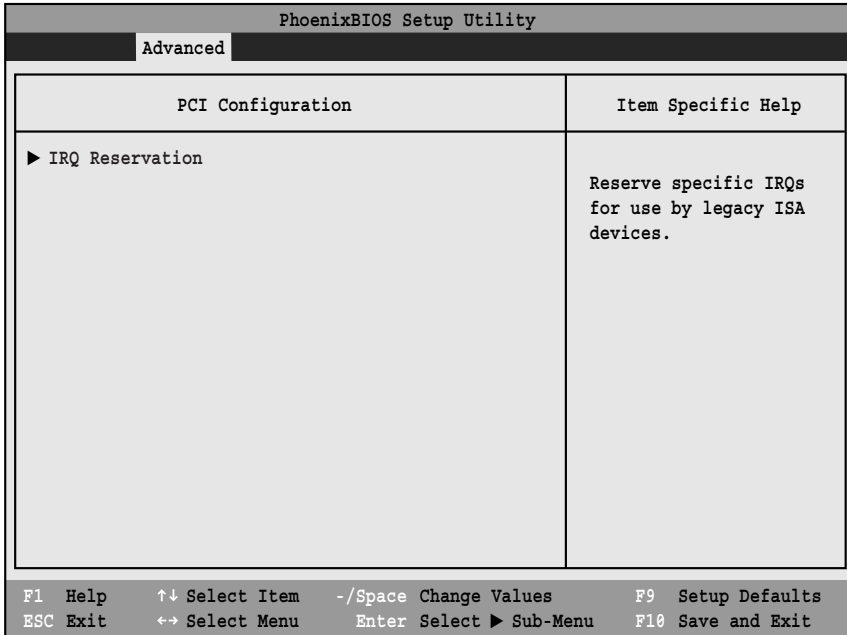 PhoenixBIOS Setup Utility
Advanced
PCI Configuration
Item Specific Help
▶ IRQ Reservation
Reserve specific IRQs
for use by legacy ISA
devices.
F1 Help ↑↓ Select Item -/Space Change Values F9 Setup Defaults
ESC Exit ←→ Select Menu Enter Select ▶ Sub-Menu F10 Save and Exit